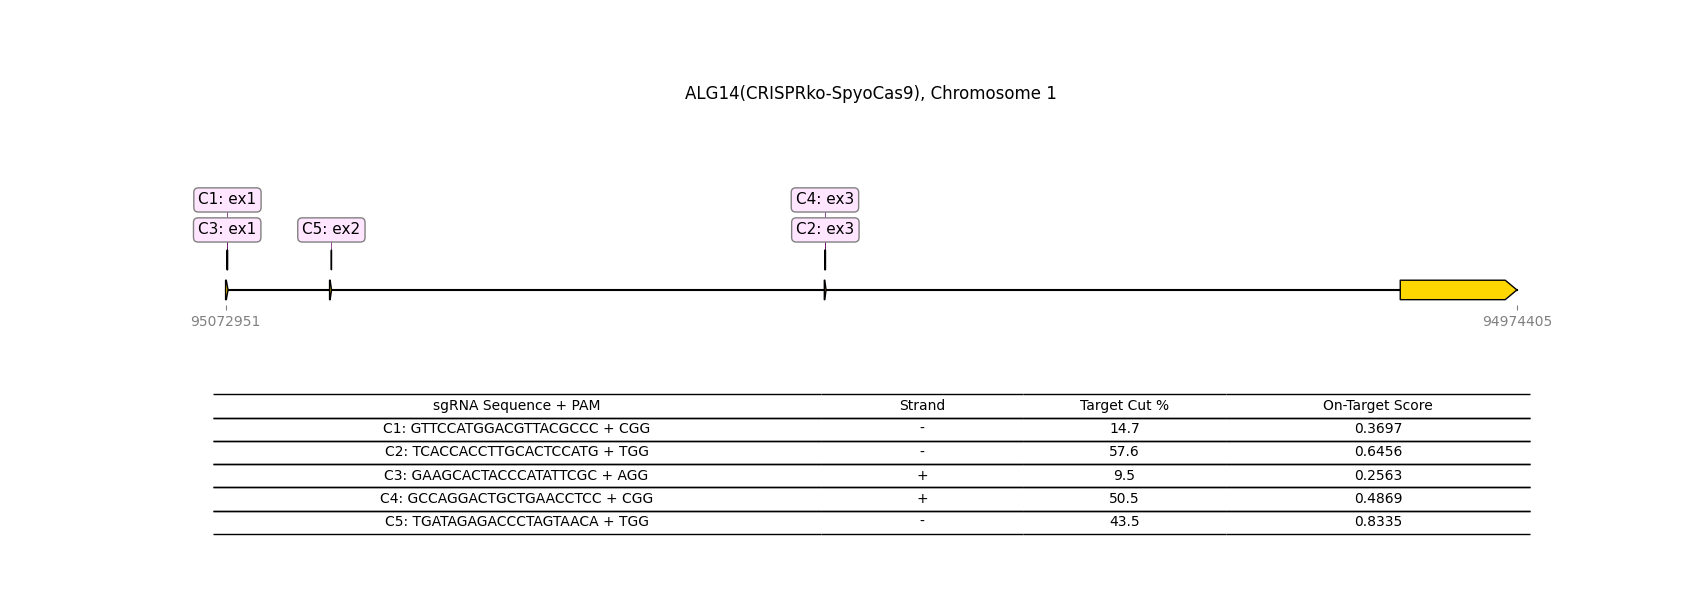 ALG14(CRISPRko-SpyoCas9), Chromosome 1
C1: ex1 C4: ex3
C3: ex1 C5: ex2 C2: ex3
95072951 94974405
sgRNA Sequence + PAM Strand Target Cut % On-Target Score
C1: GTTCCATGGACGTTACGCCC + CGG - 14.7 0.3697
C2: TCACCACCTTGCACTCCATG + TGG - 57.6 0.6456
C3: GAAGCACTACCCATATTCGC + AGG + 9.5 0.2563
C4: GCCAGGACTGCTGAACCTCC + CGG + 50.5 0.4869
C5: TGATAGAGACCCTAGTAACA + TGG - 43.5 0.8335